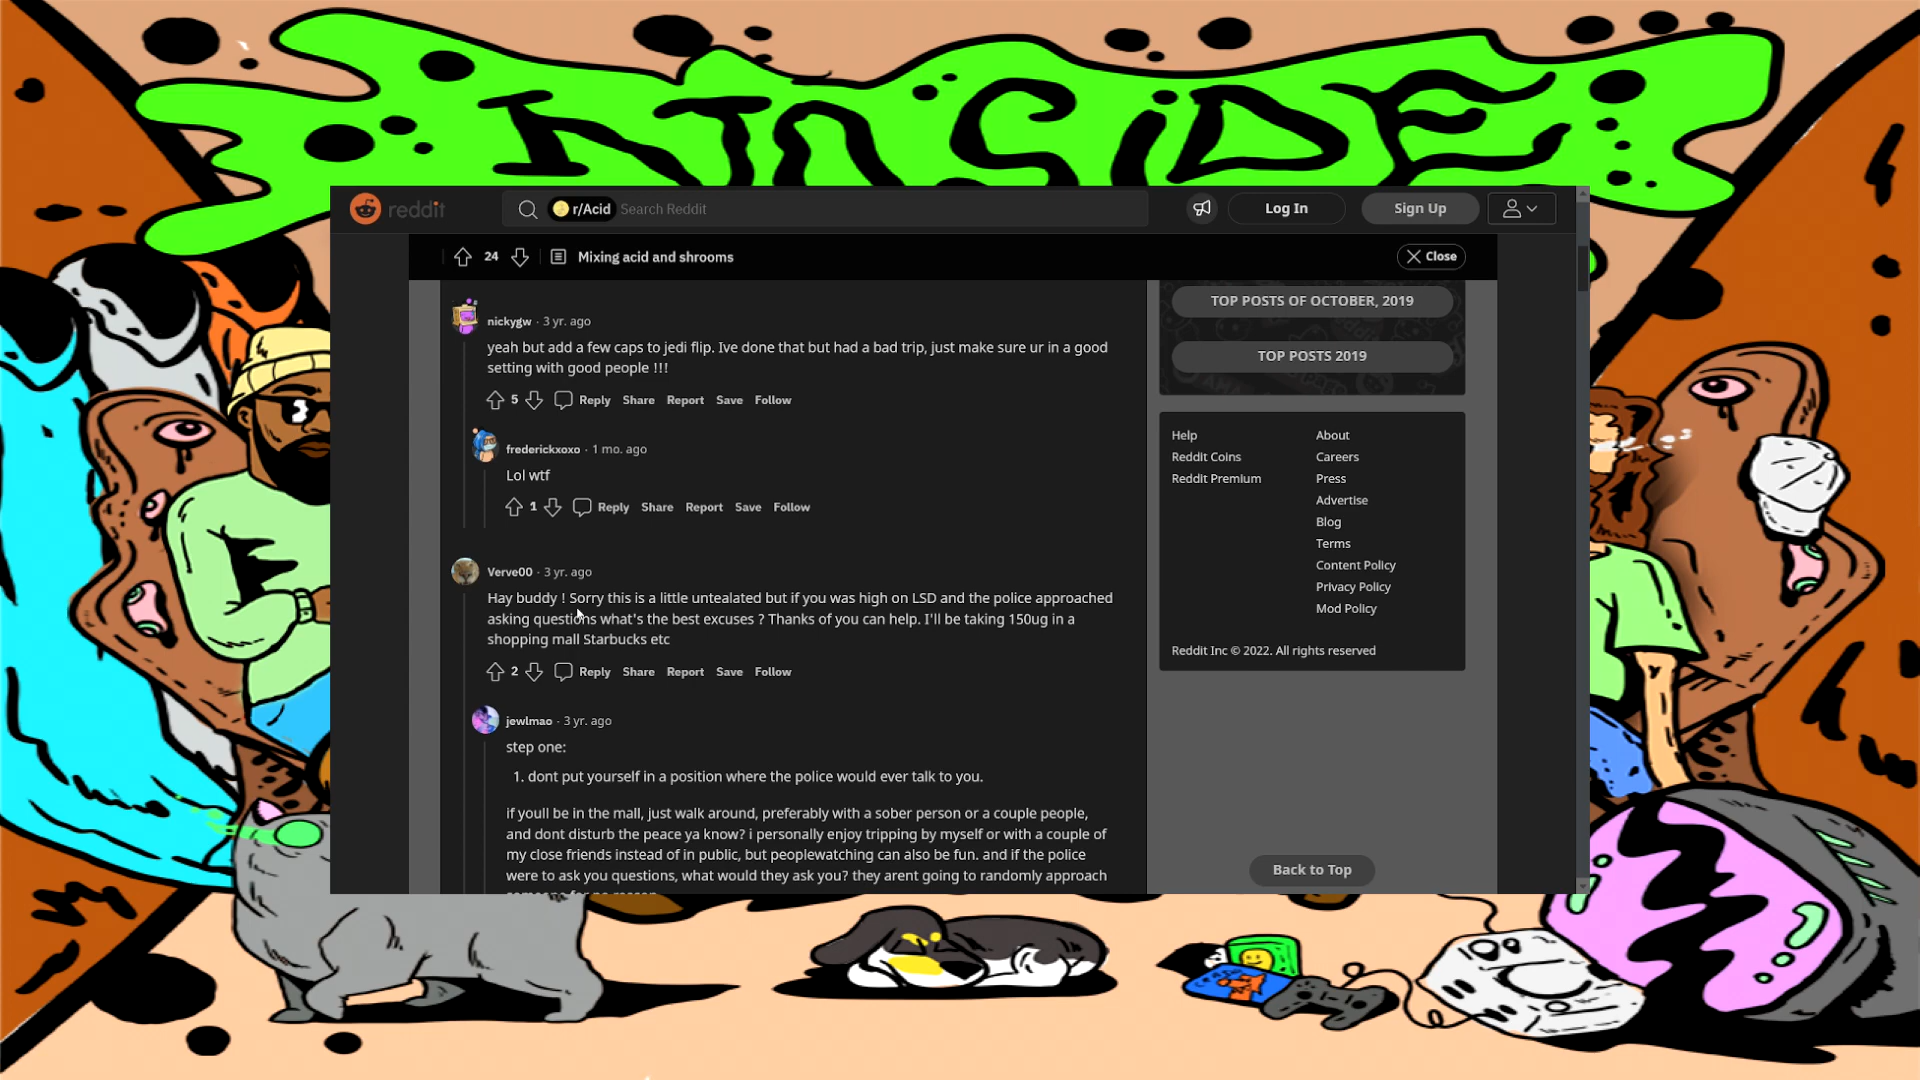 INSIDE
reddit
r/Acid Search Reddit
Log In
Sign Up
24
Mixing acid and shrooms
Close
nickygw · 3 yr. ago
yeah but add a few caps to jedi flip. Ive done that but had a bad trip, just make sure ur in a good
setting with good people !!!
5 Reply Share Report Save Follow
frederickxoxo · 1 mo. ago
Lol wtf
1 Reply Share Report Save Follow
Verve00 · 3 yr. ago
Hay buddy ! Sorry this is a little untealated but if you was high on LSD and the police approached
asking questions what's the best excuses ? Thanks of you can help. I'll be taking 150ug in a
shopping mall Starbucks etc
2 Reply Share Report Save Follow
jewlmao · 3 yr. ago
step one:
1. dont put yourself in a position where the police would ever talk to you.
if youll be in the mall, just walk around, preferably with a sober person or a couple people,
and dont disturb the peace ya know? i personally enjoy tripping by myself or with a couple of
my close friends instead of in public, but peoplewatching can also be fun. and if the police
were to ask you questions, what would they ask you? they arent going to randomly approach
TOP POSTS OF OCTOBER, 2019
TOP POSTS 2019
Help
Reddit Coins
Reddit Premium
About
Careers
Press
Advertise
Blog
Terms
Content Policy
Privacy Policy
Mod Policy
Reddit Inc © 2022. All rights reserved
Back to Top